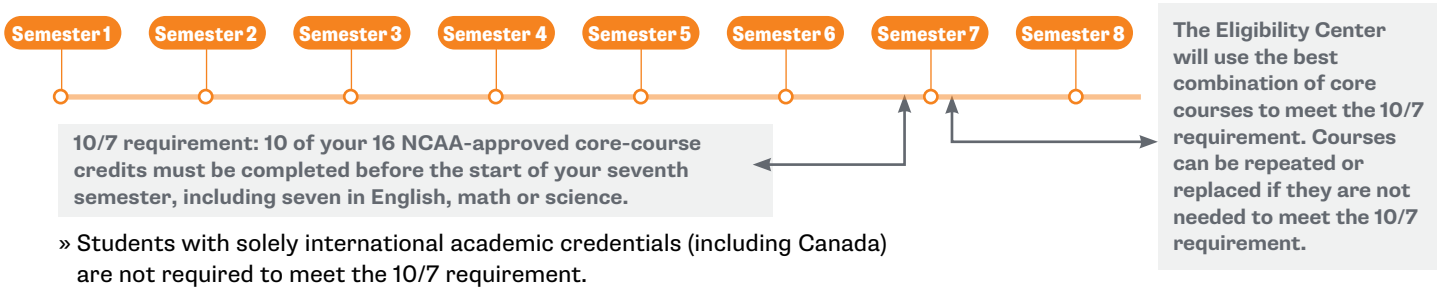 Semester 1
Semester 2
Semester 3
Semester 4
Semester 5
Semester 6
Semester 7
Semester 8
10/7 requirement: 10 of your 16 NCAA-approved core-course
credits must be completed before the start of your seventh
semester, including seven in English, math or science.
» Students with solely international academic credentials (including Canada)
are not required to meet the 10/7 requirement.
The Eligibility Center
will use the best
combination of core
courses to meet the 10/7
requirement. Courses
can be repeated or
replaced if they are not
needed to meet the 10/7
requirement.